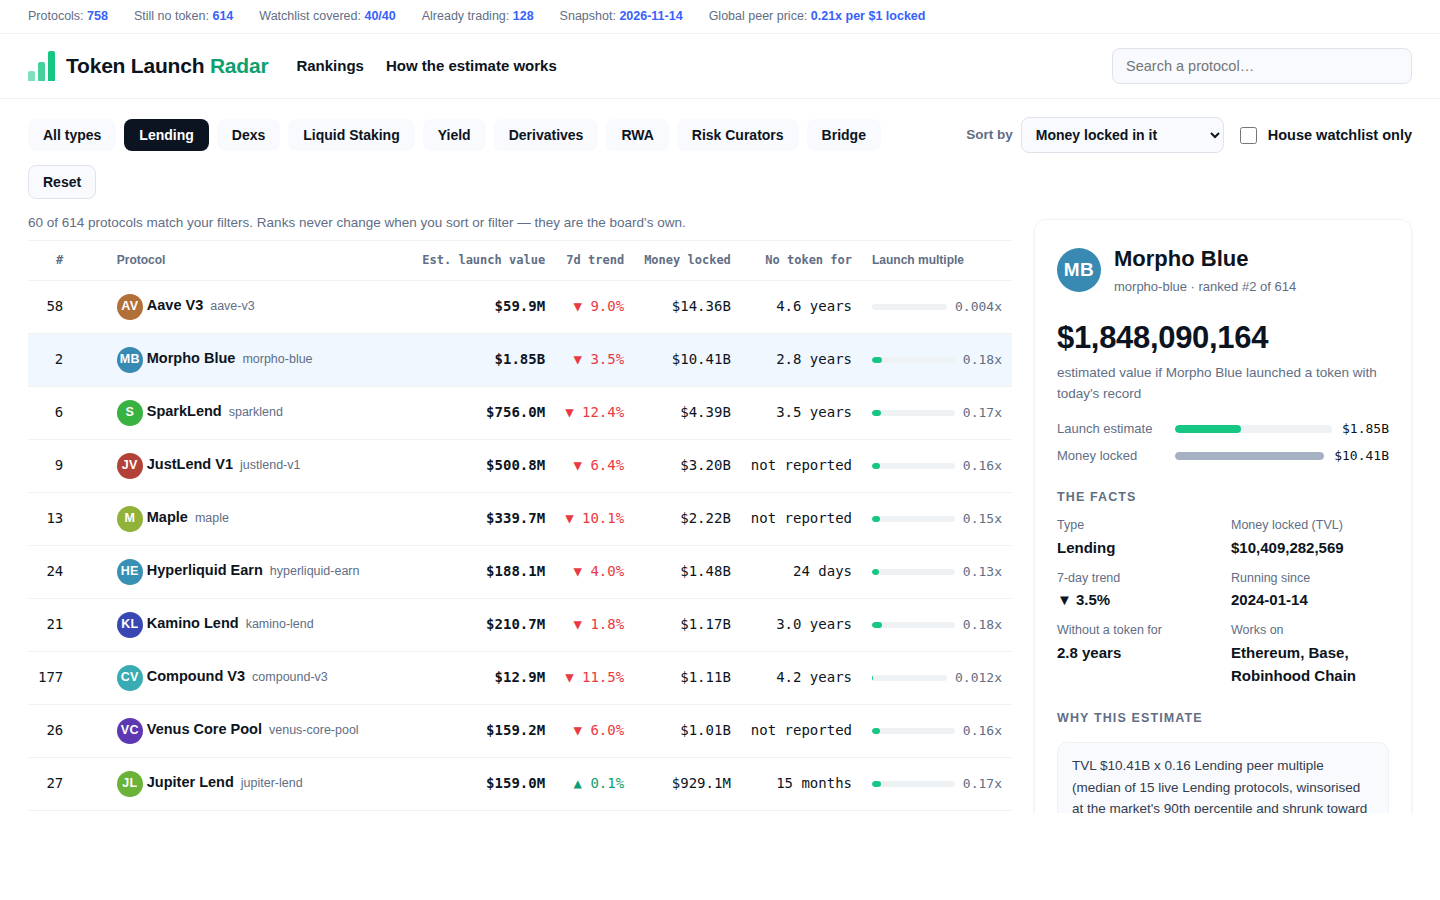 Protocols: 758 Still no token: 614 Watchlist covered: 40/40 Already trading: 128 Snapshot: 2026-11-14 Global peer price: 0.21x per $1 locked
Token Launch Radar Rankings How the estimate works Search a protocol…
All types Lending Dexs Liquid Staking Yield Derivatives RWA Risk Curators Bridge Sort by Money locked in it House watchlist only
Reset
60 of 614 protocols match your filters. Ranks never change when you sort or filter — they are the board's own.
# Protocol Est. launch value 7d trend Money locked No token for Launch multiple
58 AV Aave V3 aave-v3 $59.9M ▼ 9.0% $14.36B 4.6 years 0.004x
2 MB Morpho Blue morpho-blue $1.85B ▼ 3.5% $10.41B 2.8 years 0.18x
6 S SparkLend sparklend $756.0M ▼ 12.4% $4.39B 3.5 years 0.17x
9 JV JustLend V1 justlend-v1 $500.8M ▼ 6.4% $3.20B not reported 0.16x
13 M Maple maple $339.7M ▼ 10.1% $2.22B not reported 0.15x
24 HE Hyperliquid Earn hyperliquid-earn $188.1M ▼ 4.0% $1.48B 24 days 0.13x
21 KL Kamino Lend kamino-lend $210.7M ▼ 1.8% $1.17B 3.0 years 0.18x
177 CV Compound V3 compound-v3 $12.9M ▼ 11.5% $1.11B 4.2 years 0.012x
26 VC Venus Core Pool venus-core-pool $159.2M ▼ 6.0% $1.01B not reported 0.16x
27 JL Jupiter Lend jupiter-lend $159.0M ▲ 0.1% $929.1M 15 months 0.17x
MB Morpho Blue
morpho-blue · ranked #2 of 614
$1,848,090,164
estimated value if Morpho Blue launched a token with
today's record
Launch estimate $1.85B
Money locked $10.41B
THE FACTS
Type Money locked (TVL)
Lending $10,409,282,569
7-day trend Running since
▼ 3.5% 2024-01-14
Without a token for Works on
2.8 years Ethereum, Base,
Robinhood Chain
WHY THIS ESTIMATE
TVL $10.41B x 0.16 Lending peer multiple
(median of 15 live Lending protocols, winsorised
at the market's 90th percentile and shrunk toward